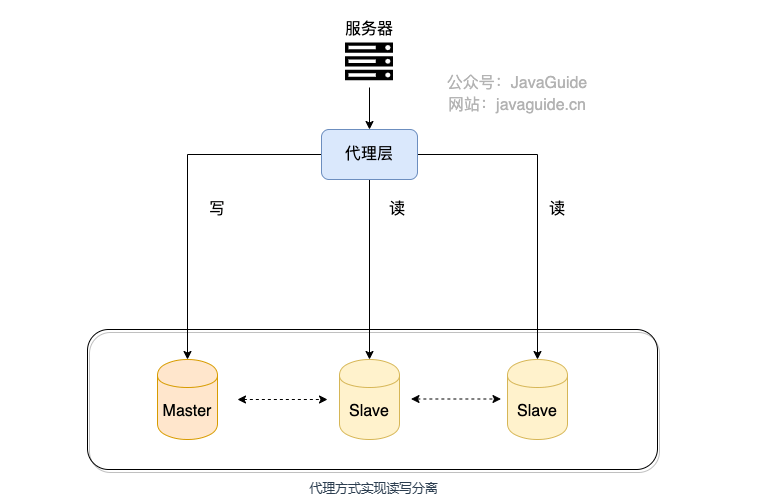 服务器
公众号：JavaGuide
网站：javaguide.cn
代理层
写
读
读
Master
Slave
Slave
代理方式实现读写分离